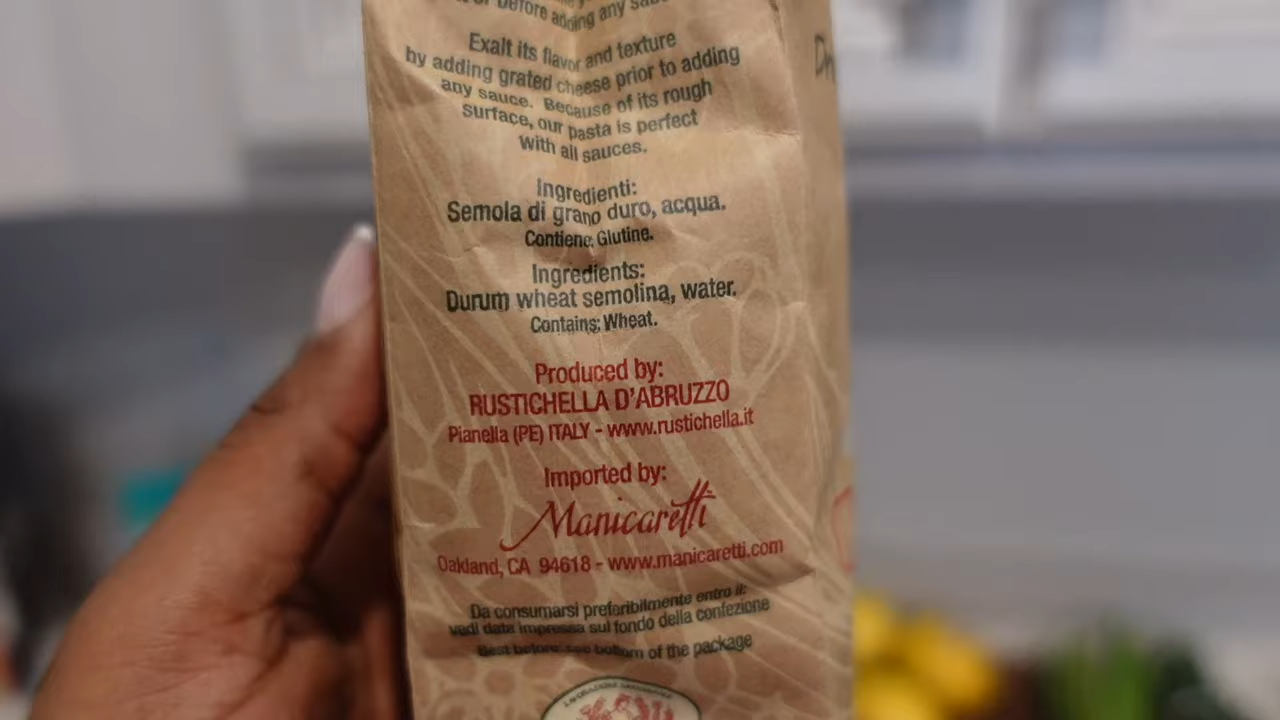 or before adding any
Exalt its flavor and texture
by adding grated cheese prior to adding
any sauce. Because of its rough
surface, our pasta is perfect
with all sauces.
Ingredienti:
Semola di grano duro, acqua.
Contiene Glutine.
Ingredients:
Durum wheat semolina, water.
Contains: Wheat.
Produced by:
RUSTICHELLA D'ABRUZZO
Pianella (PE) ITALY - www.rustichella.it
Imported by:
Manicaretti
Oakland, CA 94618 - www.manicaretti.com
Da consumarsi preferibilmente entro il:
vedi data impressa sul fondo della confezione
Best before: see bottom of the package